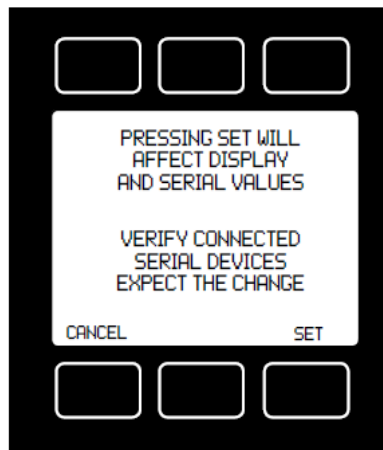 PRESSING SET WILL
AFFECT DISPLAY
AND SERIAL VALUES
VERIFY CONNECTED
SERIAL DEVICES
EXPECT THE CHANGE
CANCEL SET